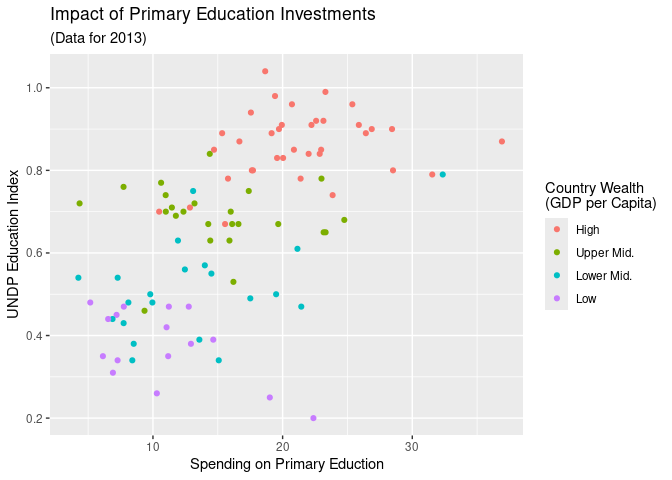 Impact of Primary Education Investments
(Data for 2013)
UNDP Education Index
1.0
0.8
0.6
0.4
0.2
10
20
30
Spending on Primary Eduction
Country Wealth
(GDP per Capita)
High
Upper Mid.
Lower Mid.
Low